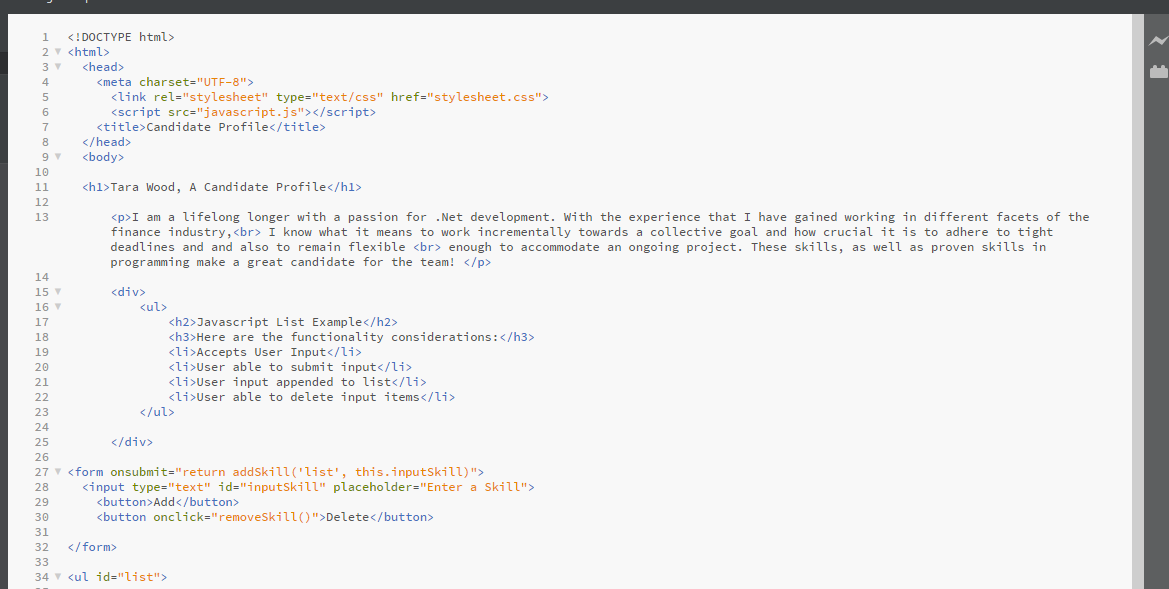 1 <!DOCTYPE html>
2 <html>
3 <head>
4 <meta charset="UTF-8">
5 <link rel="stylesheet" type="text/css" href="stylesheet.css">
6 <script src="javascript.js"></script>
7 <title>Candidate Profile</title>
8 </head>
9 <body>
10
11 <h1>Tara Wood, A Candidate Profile</h1>
12
13 <p>I am a lifelong longer with a passion for .Net development. With the experience that I have gained working in different facets of the
finance industry,<br> I know what it means to work incrementally towards a collective goal and how crucial it is to adhere to tight
deadlines and and also to remain flexible <br> enough to accommodate an ongoing project. These skills, as well as proven skills in
programming make a great candidate for the team! </p>
14
15 <div>
16 <ul>
17 <h2>Javascript List Example</h2>
18 <h3>Here are the functionality considerations:</h3>
19 <li>Accepts User Input</li>
20 <li>User able to submit input</li>
21 <li>User input appended to list</li>
22 <li>User able to delete input items</li>
23 </ul>
24
25 </div>
26
27 <form onsubmit="return addSkill('list', this.inputSkill)">
28 <input type="text" id="inputSkill" placeholder="Enter a Skill">
29 <button>Add</button>
30 <button onclick="removeSkill()">Delete</button>
31
32 </form>
33
34 <ul id="list">